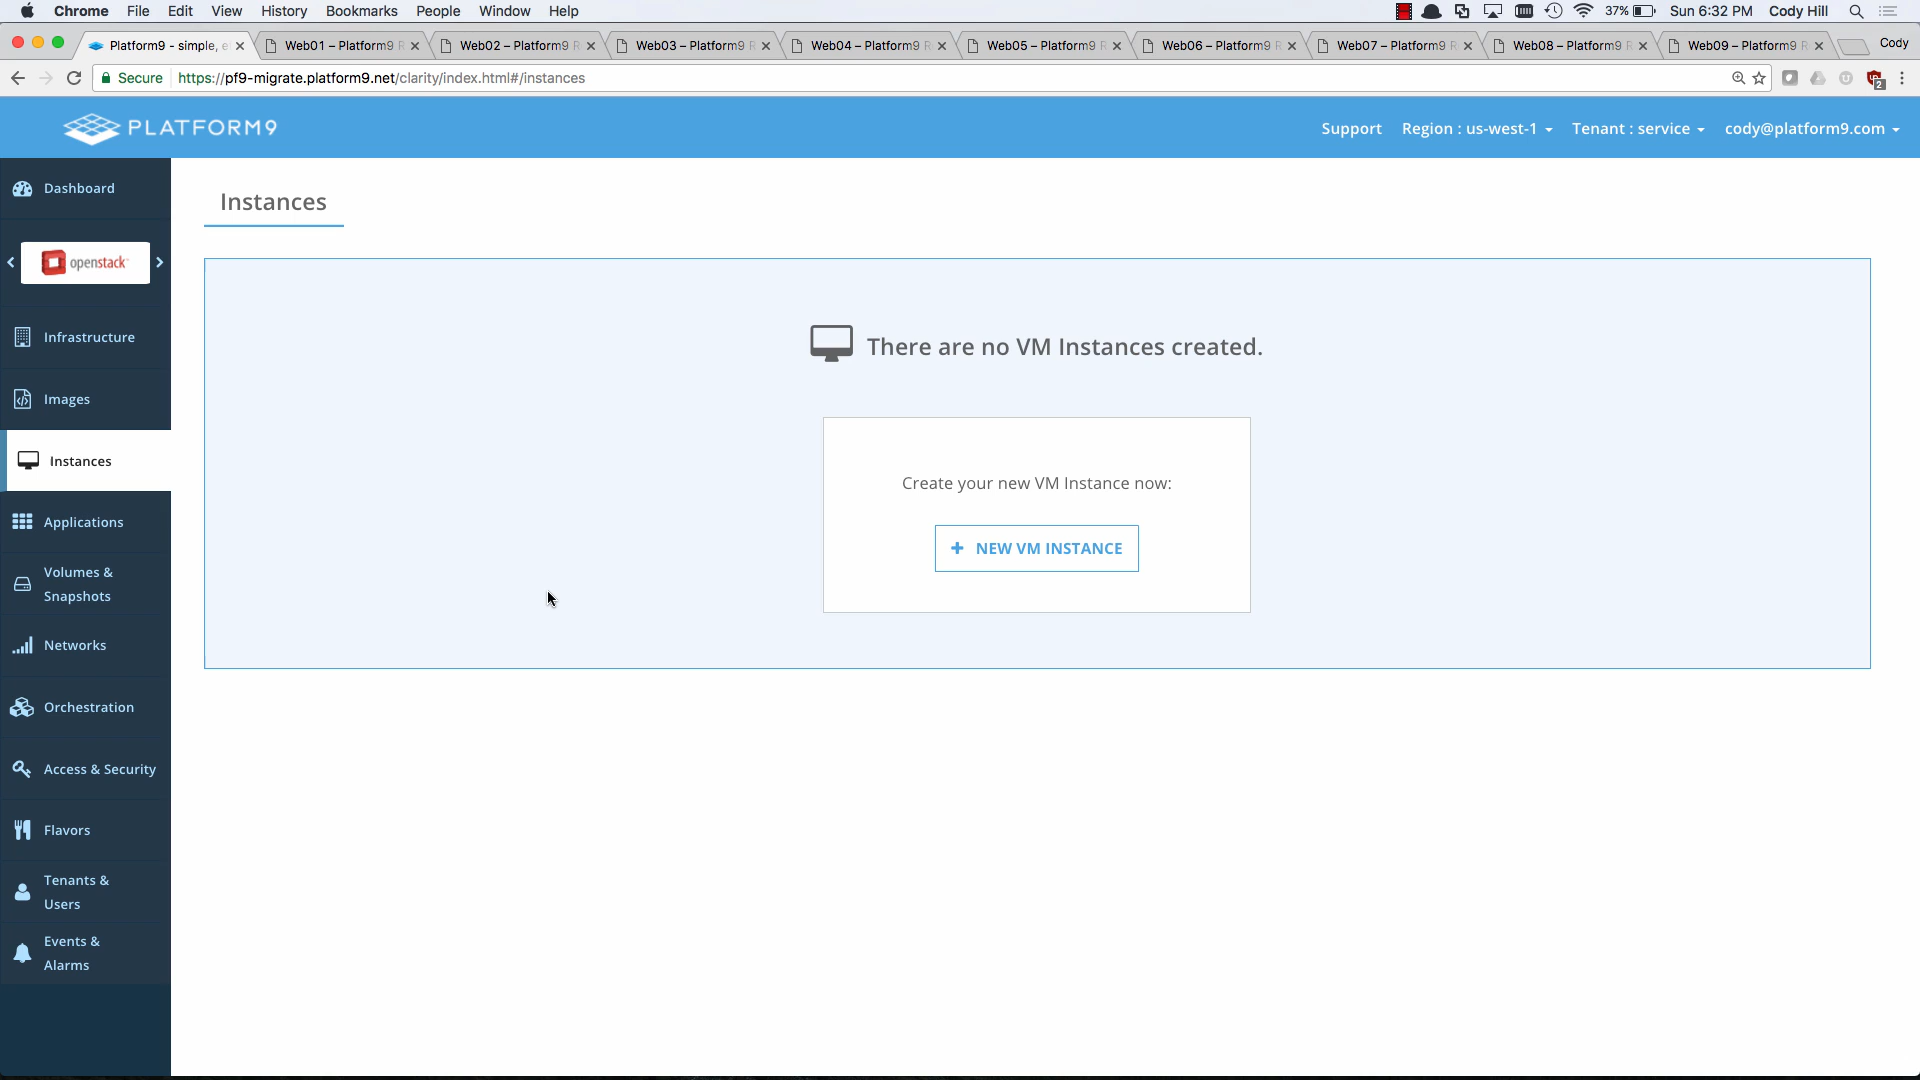 Chrome File Edit View History Bookmarks People Window Help 37% Sun 6:32 PM Cody Hill
Platform9 - simple, e Web01 – Platform9 R Web02 – Platform9 R Web03 – Platform9 R Web04 – Platform9 R Web05 – Platform9 R Web06 – Platform9 R Web07 – Platform9 R Web08 – Platform9 R Web09 – Platform9 R Cody
Secure https://pf9-migrate.platform9.net/clarity/index.html#/instances 2
PLATFORM9 Support Region : us-west-1 Tenant : service cody@platform9.com
Dashboard
openstack
Infrastructure
Images
Instances
Applications
Volumes &
Snapshots
Networks
Orchestration
Access & Security
Flavors
Tenants &
Users
Events &
Alarms
Instances
There are no VM Instances created.
Create your new VM Instance now:
+ NEW VM INSTANCE